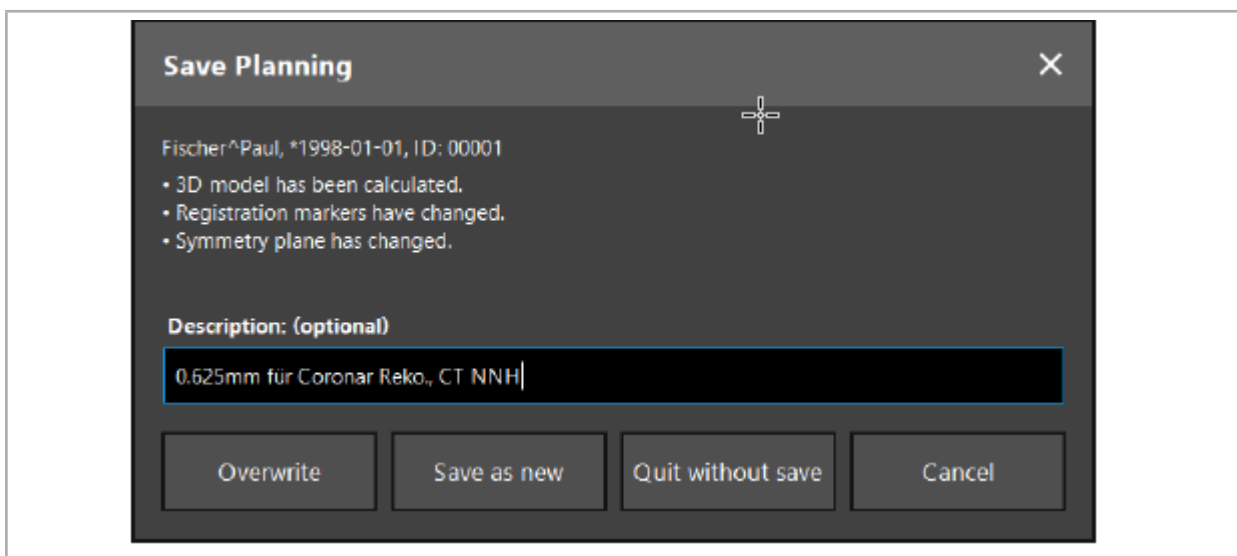 Save Planning
Fischer^Paul, *1998-01-01, ID: 00001
• 3D model has been calculated.
• Registration markers have changed.
• Symmetry plane has changed.
Description: (optional)
0.625mm für Coronar Reko., CT NNH
Overwrite Save as new Quit without save Cancel